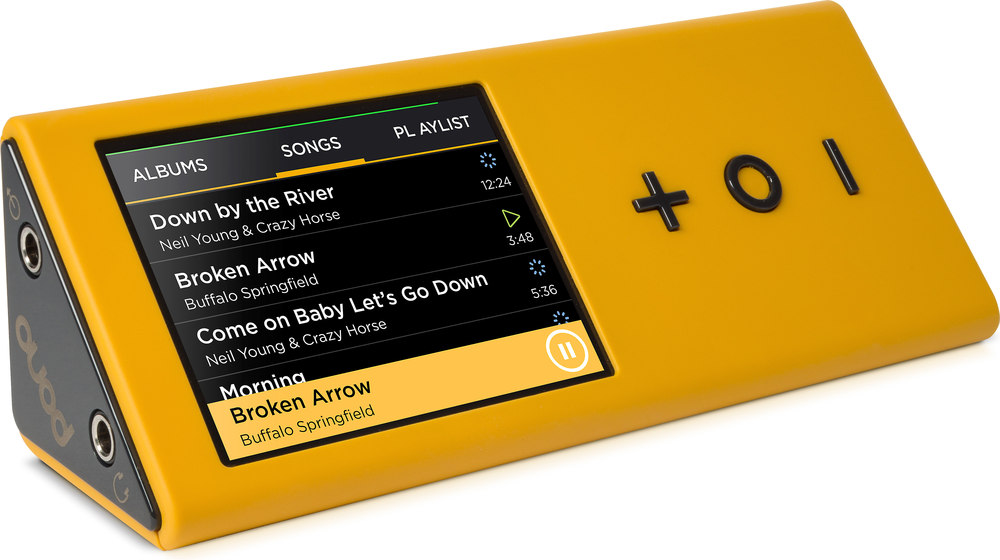 ALBUMS SONGS PL AYLIST
Down by the River
12:24
Neil Young & Crazy Horse
Broken Arrow
3:48
Buffalo Springfield
Come on Baby Let's Go Down
5:36
Neil Young & Crazy Horse
Morning
Broken Arrow
Buffalo Springfield
pono